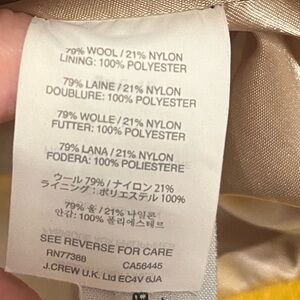 79% WOOL / 21% NYLON
LINING: 100% POLYESTER
79% LAINE / 21% NYLON
DOUBLURE: 100% POLYESTER
79% WOLLE / 21% NYLON
FUTTER: 100% POLYESTER
79% LANA / 21% NYLON
FODERA: 100% POLIESTERE
ウール 79% / ナイロン 21%
ライニング : ポリエステル 100%
79% 울 / 21% 나일론
안감: 100% 폴리에스테르
SEE REVERSE FOR CARE
RN77388 CA56445
J.CREW U.K. Ltd EC4V 6JA